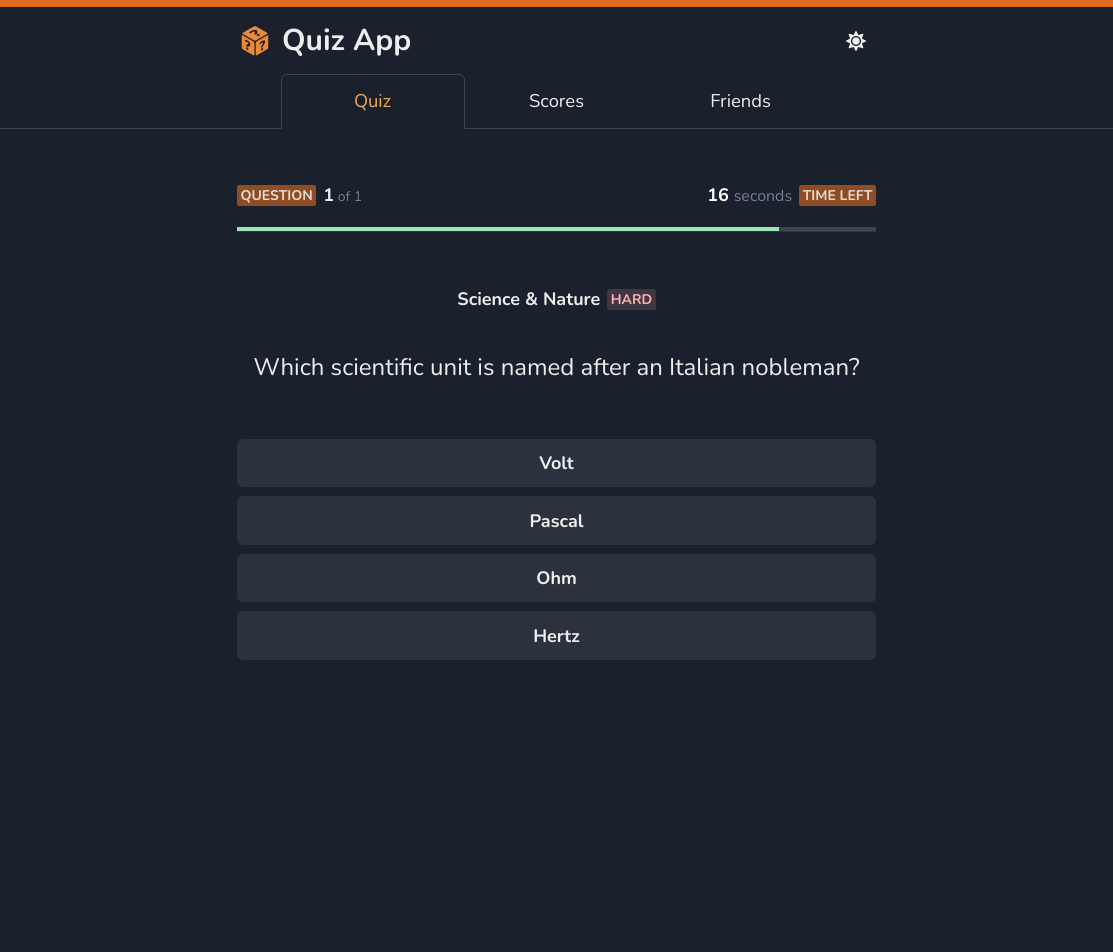 Quiz App
Quiz Scores Friends
QUESTION 1 of 1 16 seconds TIME LEFT
Science & Nature HARD
Which scientific unit is named after an Italian nobleman?
Volt
Pascal
Ohm
Hertz